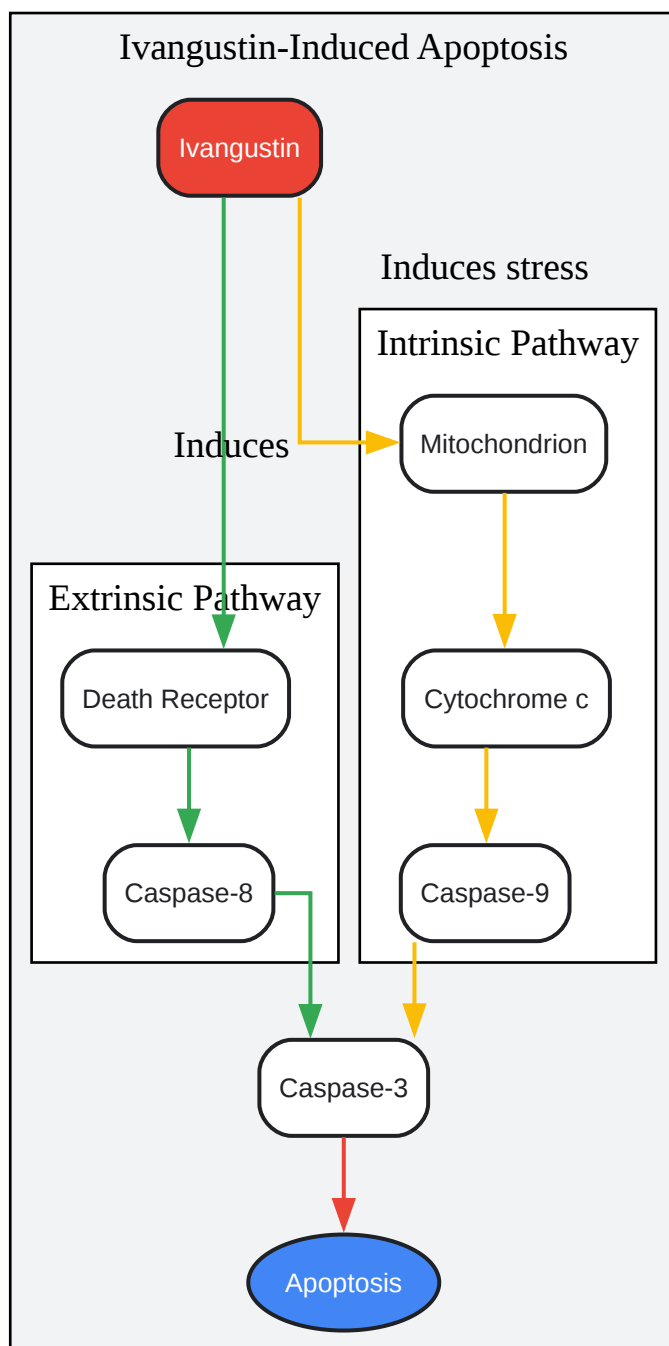 Ivangustin-Induced Apoptosis
Ivangustin
Induces stress
Intrinsic Pathway
Mitochondrion
Induces
Extrinsic Pathway
Death Receptor
Cytochrome c
Caspase-8
Caspase-9
Caspase-3
Apoptosis